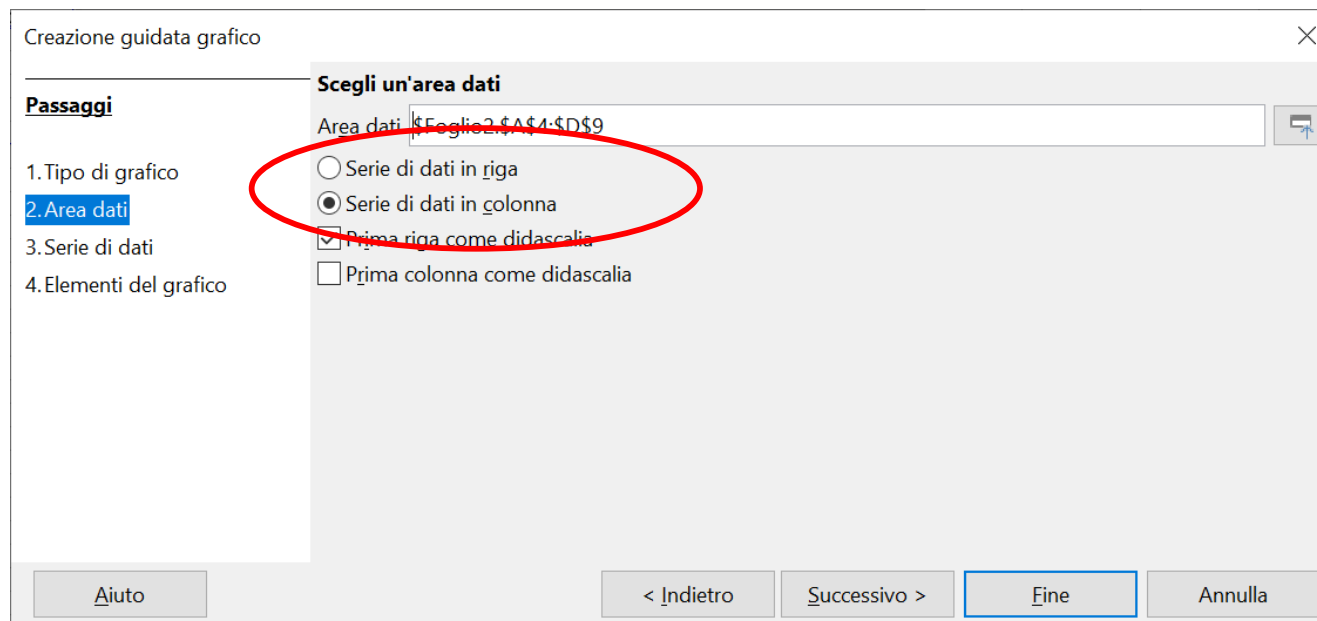 Creazione guidata grafico
Passaggi
1. Tipo di grafico
2. Area dati
3. Serie di dati
4. Elementi del grafico
Scegli un'area dati
Area dati $Foglio2.$A$4:$D$9
Serie di dati in riga
Serie di dati in colonna
Prima riga come didascalia
Prima colonna come didascalia
Aiuto
< Indietro
Successivo >
Fine
Annulla